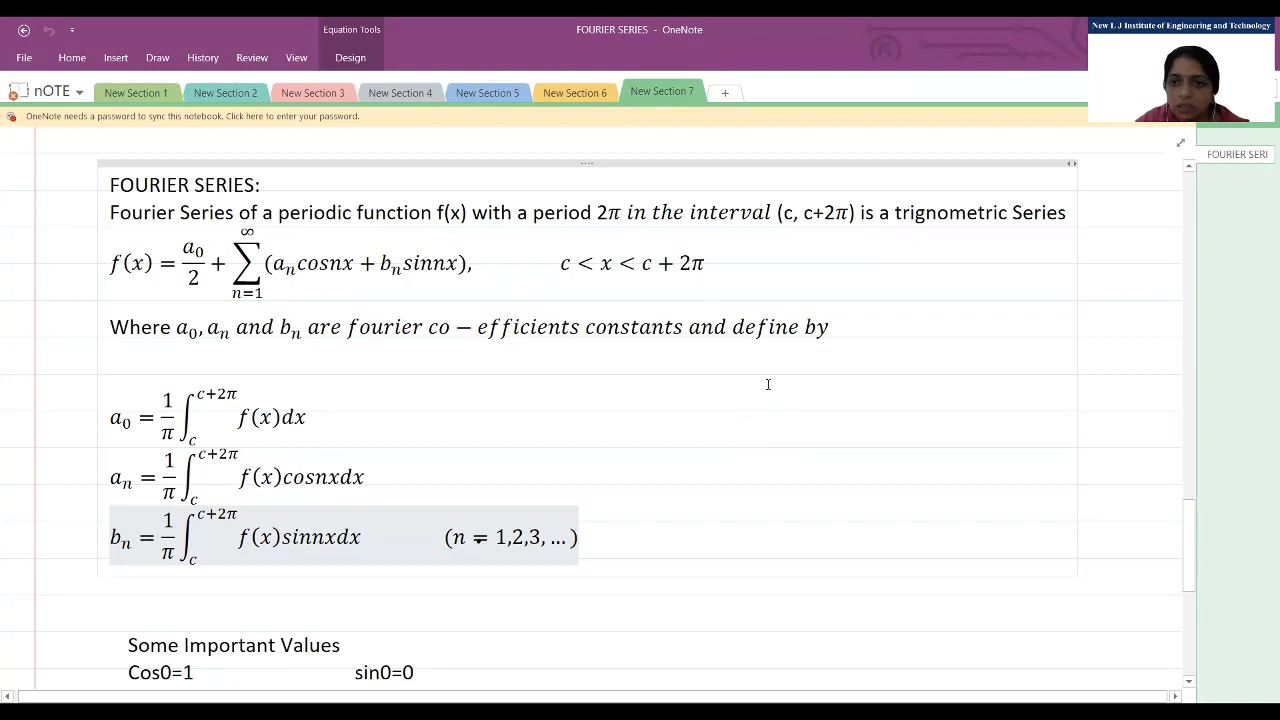 Equation Tools
FOURIER SERIES - OneNote
New L J Institute of Engineering and Technology
File Home Insert Draw History Review View Design
nOTE New Section 1 New Section 2 New Section 3 New Section 4 New Section 5 New Section 6 New Section 7 +
OneNote needs a password to sync this notebook. Click here to enter your password.
FOURIER SERI
FOURIER SERIES:
Fourier Series of a periodic function f(x) with a period 2π in the interval (c, c+2π) is a trignometric Series
f(x) = a₀/2 + ∑_{n=1}^{∞} (aₙcosnx + bₙsinnx), c < x < c + 2π
Where a₀, aₙ and bₙ are fourier co − efficients constants and define by
a₀ = 1/π ∫_c^{c+2π} f(x)dx
aₙ = 1/π ∫_c^{c+2π} f(x)cosnxdx
bₙ = 1/π ∫_c^{c+2π} f(x)sinnxdx (n = 1,2,3, … )
Some Important Values
Cos0=1 sin0=0